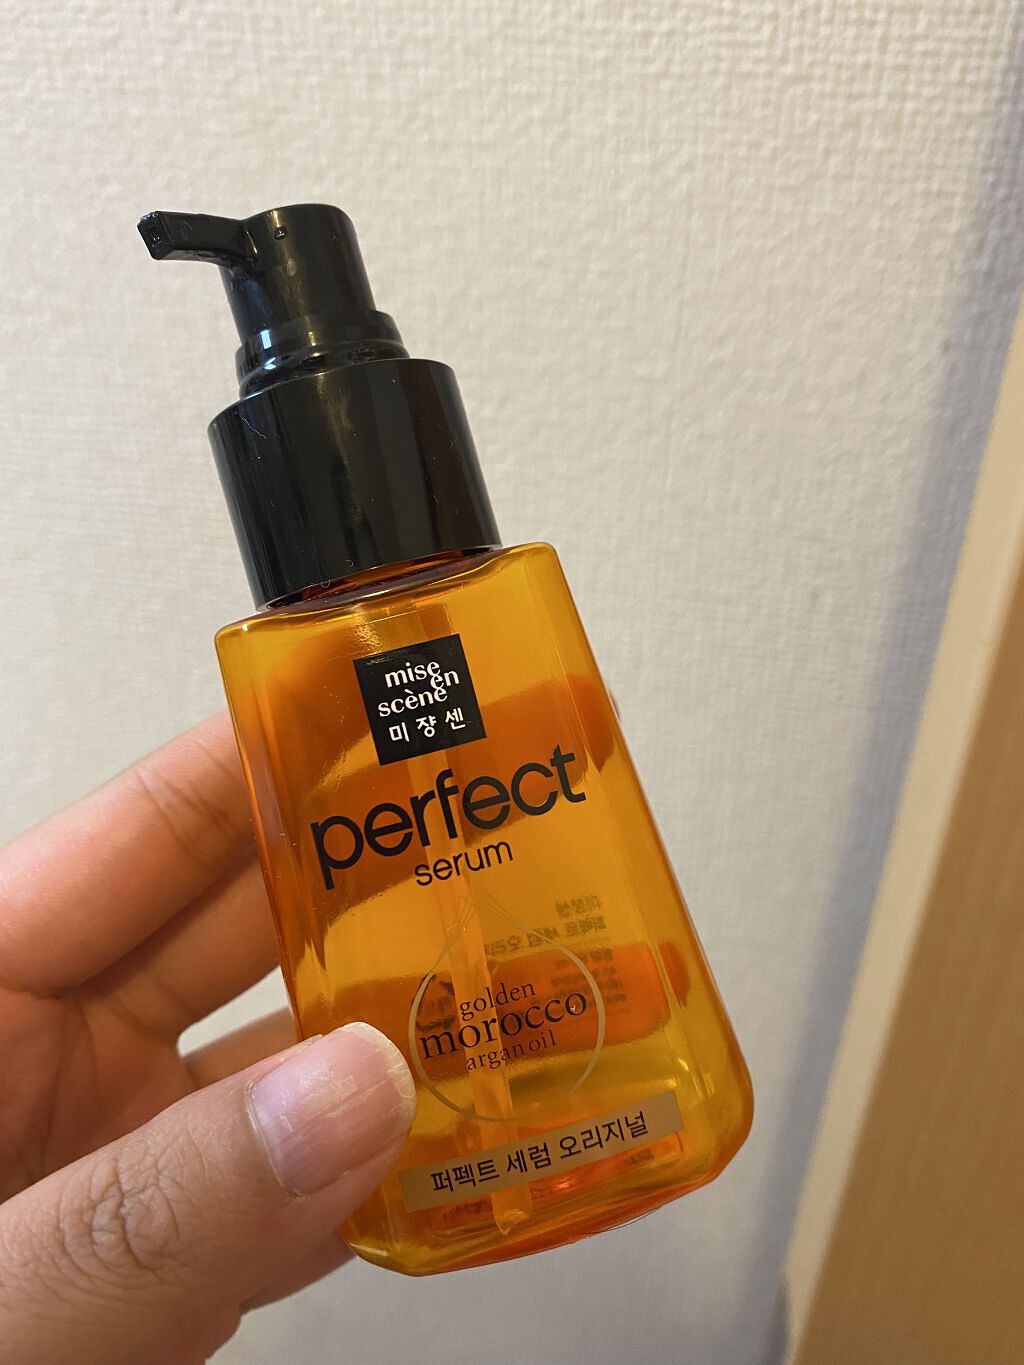 mise
en
scène
미쟝센
perfect
serum
golden
morocco
argan oil
퍼펙트 세럼 오리지널